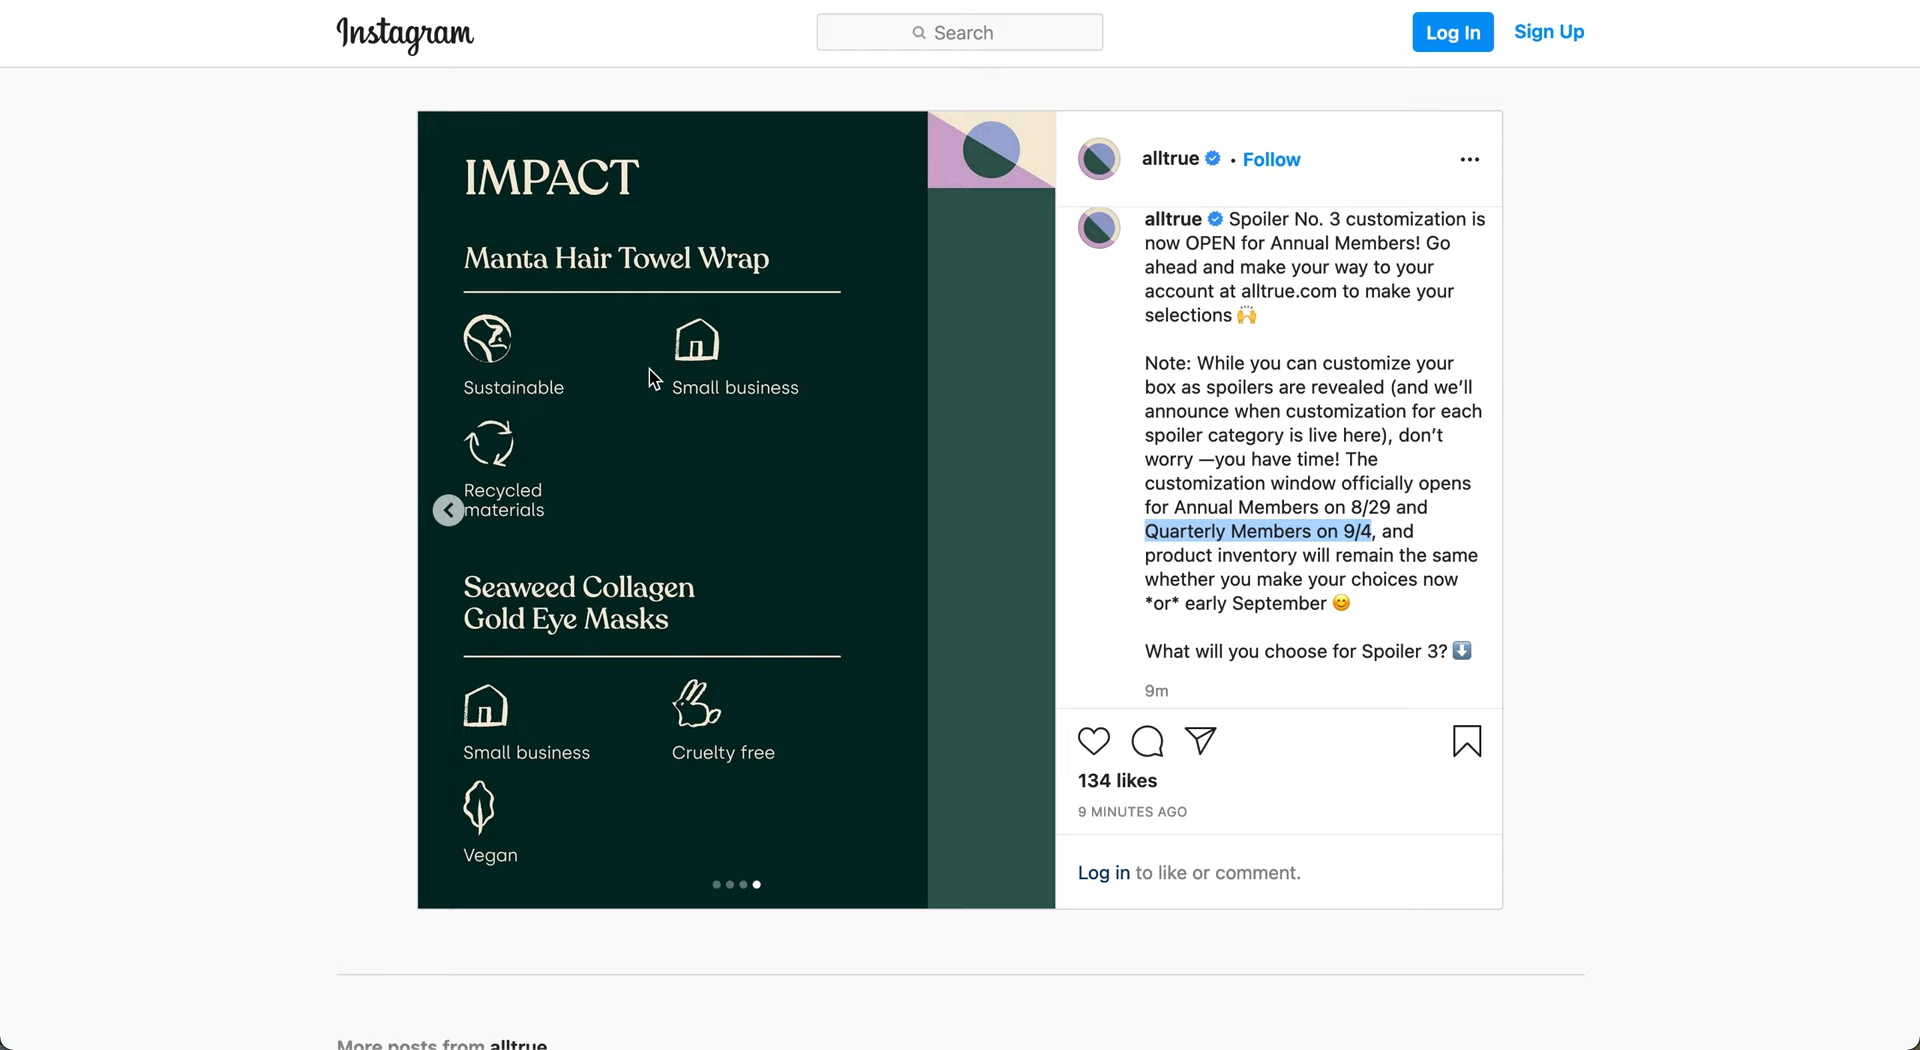 Instagram
Search
Log In
Sign Up
IMPACT
Manta Hair Towel Wrap
Sustainable
Small business
Recycled
materials
Seaweed Collagen
Gold Eye Masks
Small business
Cruelty free
Vegan
alltrue • Follow
alltrue Spoiler No. 3 customization is
now OPEN for Annual Members! Go
ahead and make your way to your
account at alltrue.com to make your
selections 🙌
Note: While you can customize your
box as spoilers are revealed (and we’ll
announce when customization for each
spoiler category is live here), don’t
worry —you have time! The
customization window officially opens
for Annual Members on 8/29 and
Quarterly Members on 9/4, and
product inventory will remain the same
whether you make your choices now
*or* early September 😊
What will you choose for Spoiler 3? ⬇️
9m
134 likes
9 MINUTES AGO
Log in to like or comment.
More posts from alltrue